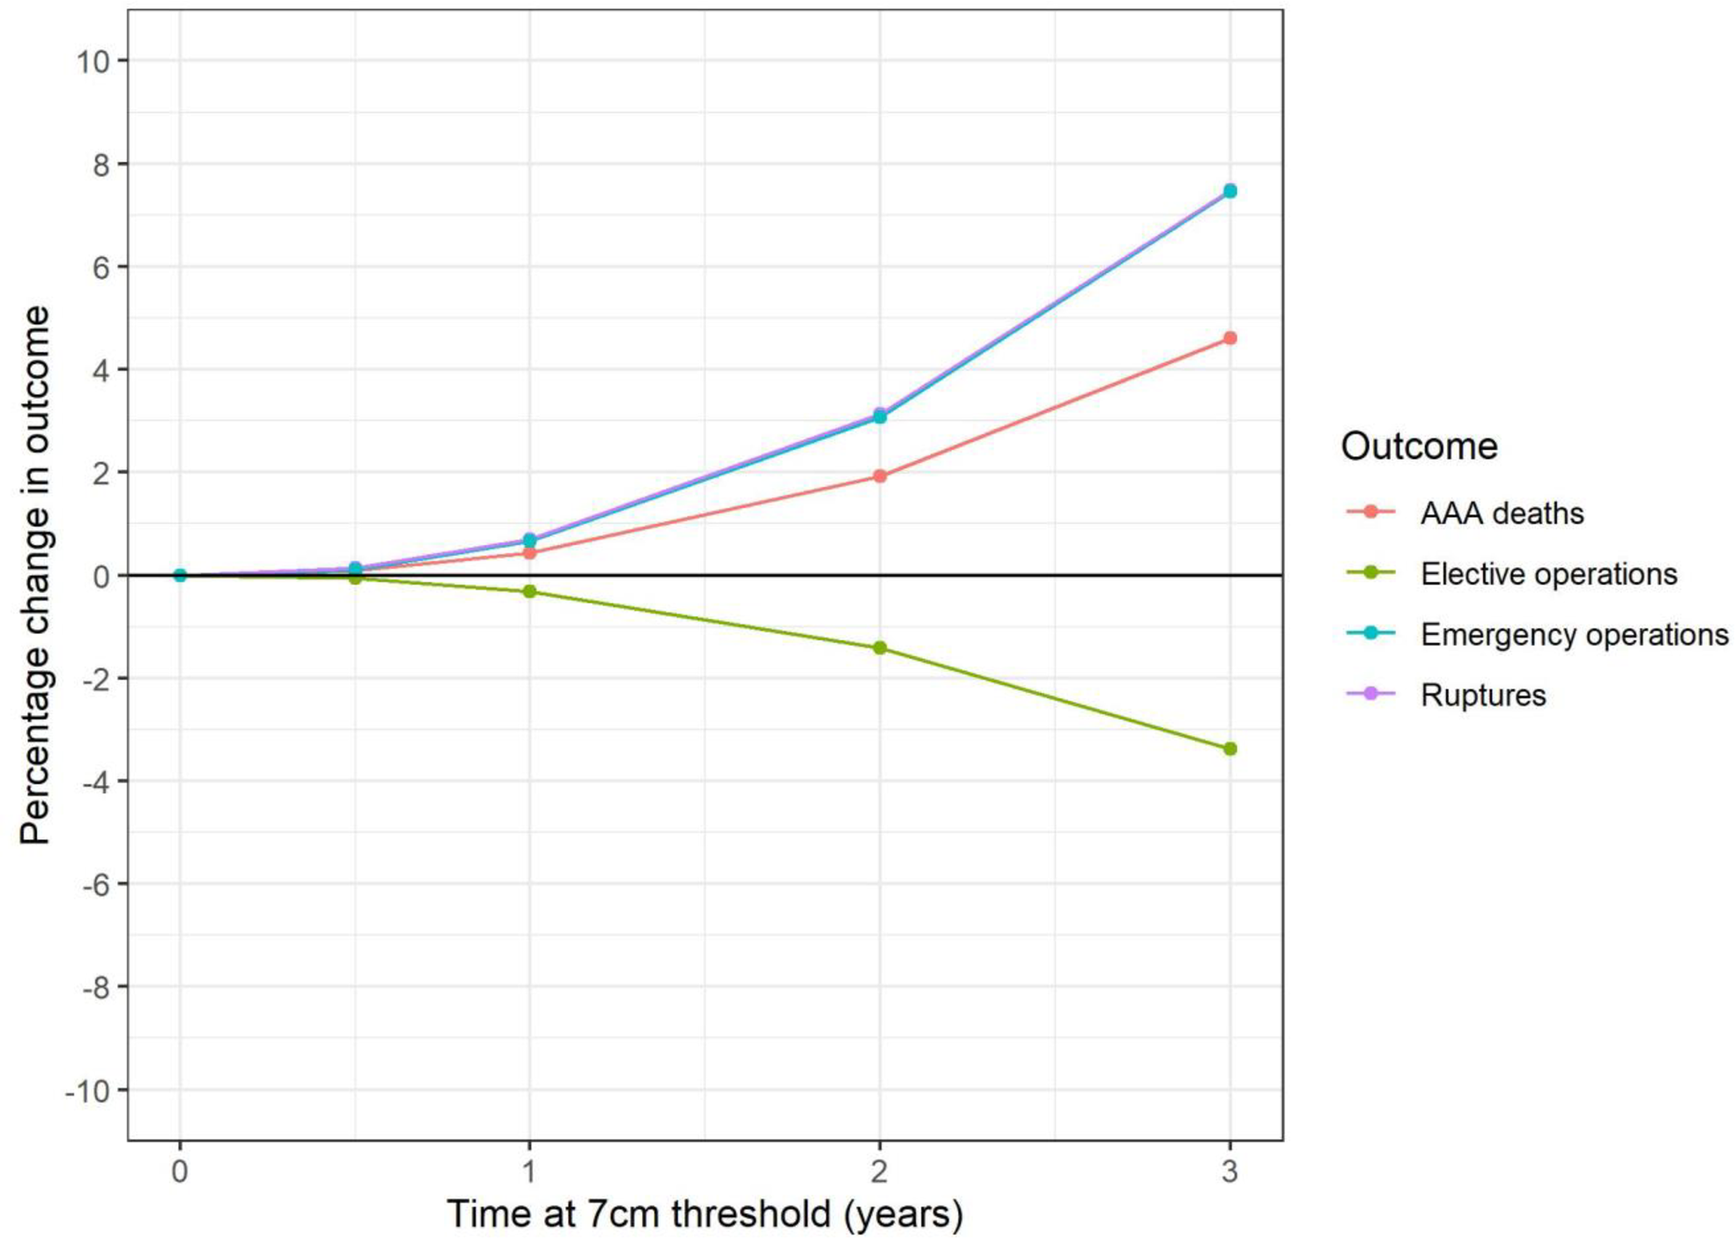 Percentage change in outcome
10
8
6
4
2
0
-2
-4
-6
-8
-10
0 1 2 3
Time at 7cm threshold (years)
Outcome
AAA deaths
Elective operations
Emergency operations
Ruptures